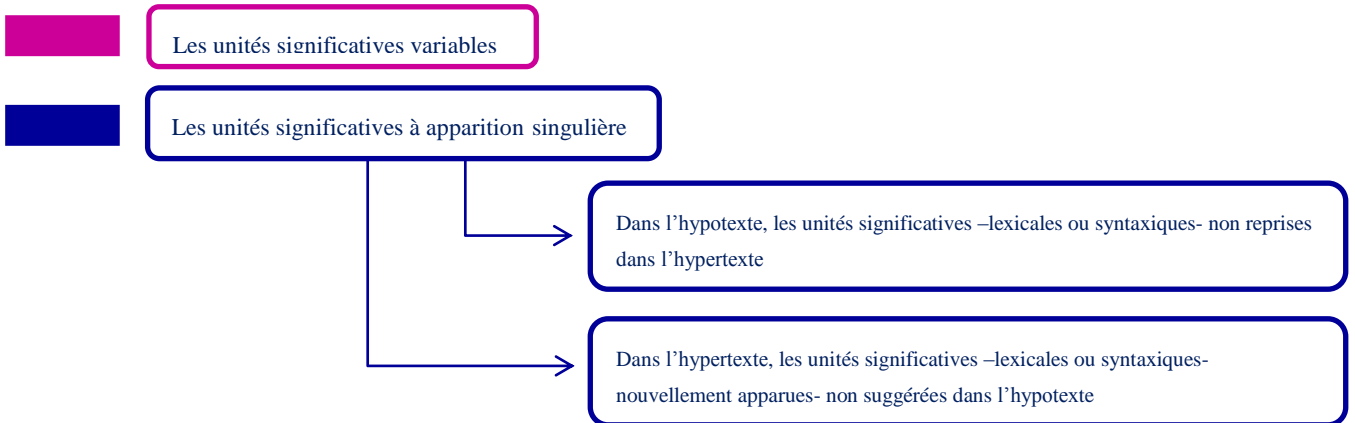 Les unités significatives variables
Les unités significatives à apparition singulière
Dans l’hypotexte, les unités significatives –lexicales ou syntaxiques- non reprises
dans l’hypertexte
Dans l’hypertexte, les unités significatives –lexicales ou syntaxiques-
nouvellement apparues- non suggérées dans l’hypotexte